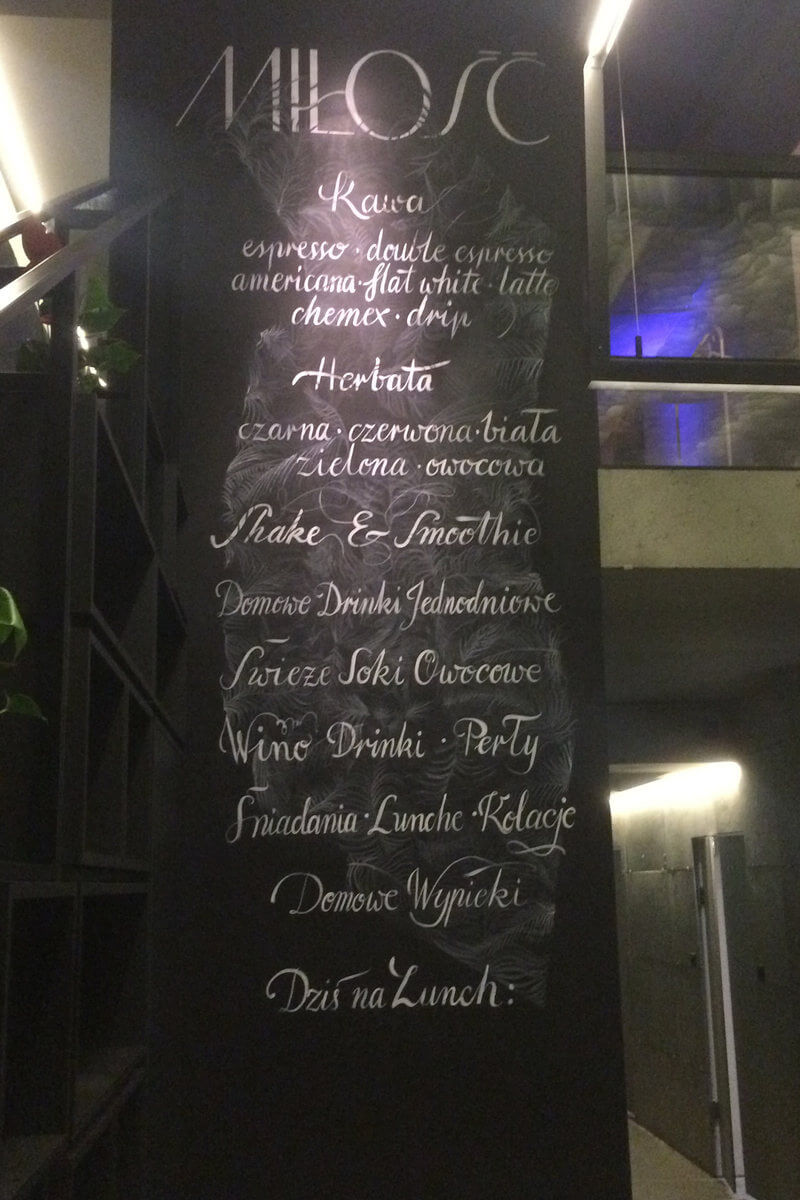 MIŁOŚĆ
Kawa
espresso · double espresso
americana · flat white · latte
chemex · drip
Herbata
czarna · czerwona · biała
zielona · owocowa
Shake & Smoothie
Domowe Drinki Jednodniowe
Świeże Soki Owocowe
Wino Drinki · Perły
Śniadania · Lunche · Kolacje
Domowe Wypieki
Dziś na Lunch: